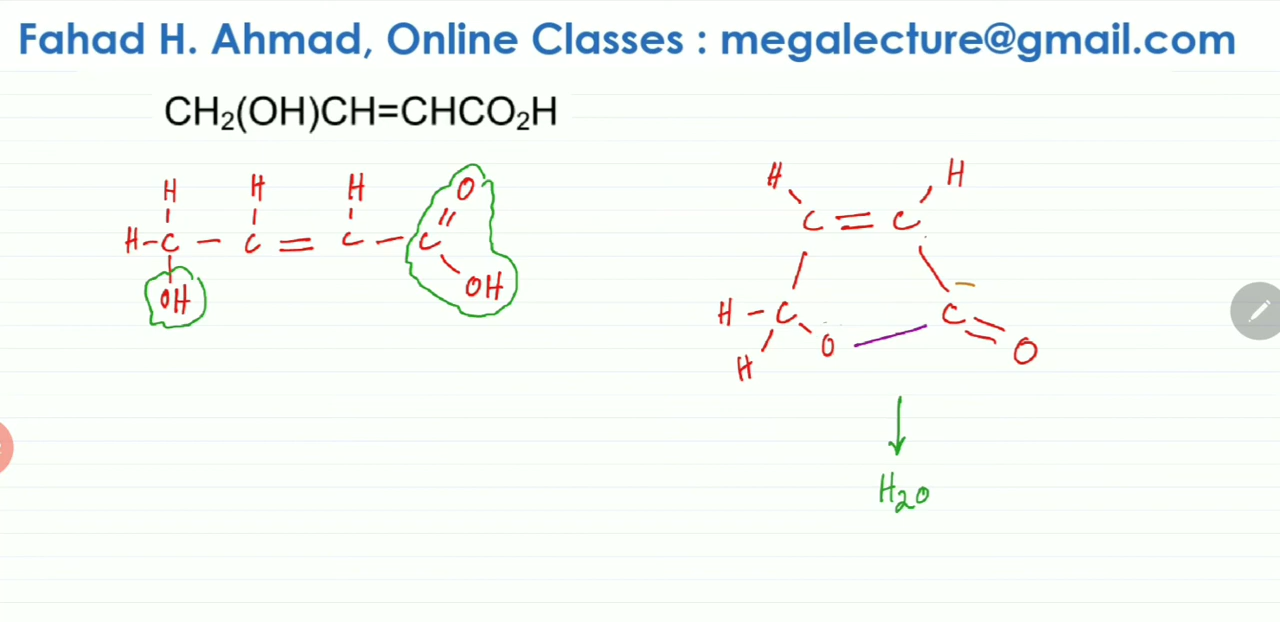 Fahad H. Ahmad, Online Classes : megalecture@gmail.com
CH₂(OH)CH=CHCO₂H
H H H O
H-C - C = C - C
OH OH
H H
C = C
H - C O C = O
H
H₂O